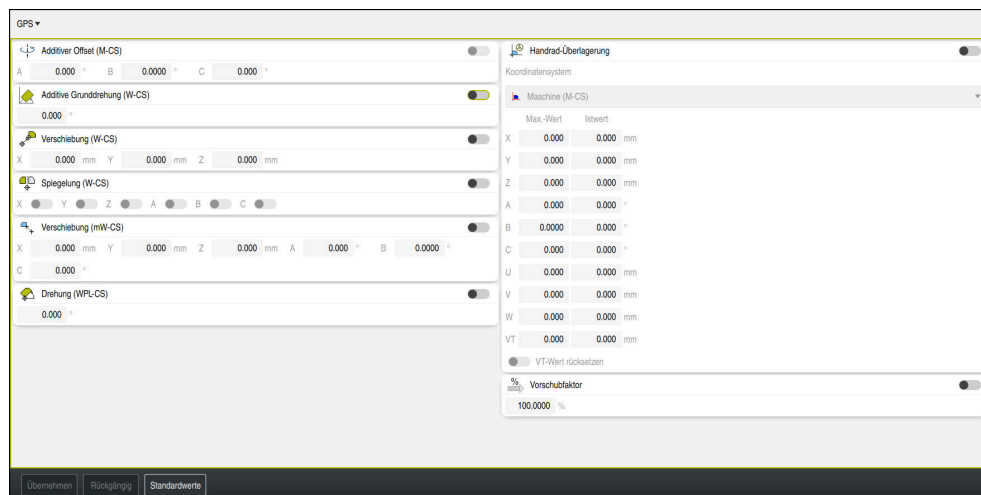 GPS
Additiver Offset (M-CS)
A 0.000 ° B 0.0000 ° C 0.000 °
Additive Grunddrehung (W-CS)
0.000 °
Verschiebung (W-CS)
X 0.000 mm Y 0.000 mm Z 0.000 mm
Spiegelung (W-CS)
X Y Z A B C
Verschiebung (mW-CS)
X 0.000 mm Y 0.000 mm Z 0.000 mm A 0.000 ° B 0.0000 °
C 0.000 °
Drehung (WPL-CS)
0.000 °
Handrad-Überlagerung
Koordinatensystem
Maschine (M-CS)
Max.-Wert Istwert
X 0.000 0.000 mm
Y 0.000 0.000 mm
Z 0.000 0.000 mm
A 0.000 0.000 °
B 0.0000 0.000 °
C 0.000 0.000 °
U 0.000 0.000 mm
V 0.000 0.000 mm
W 0.000 0.000 mm
VT 0.000 0.000 mm
VT-Wert rücksetzen
% Vorschubfaktor
100.0000 %
Übernehmen Rückgängig Standardwerte